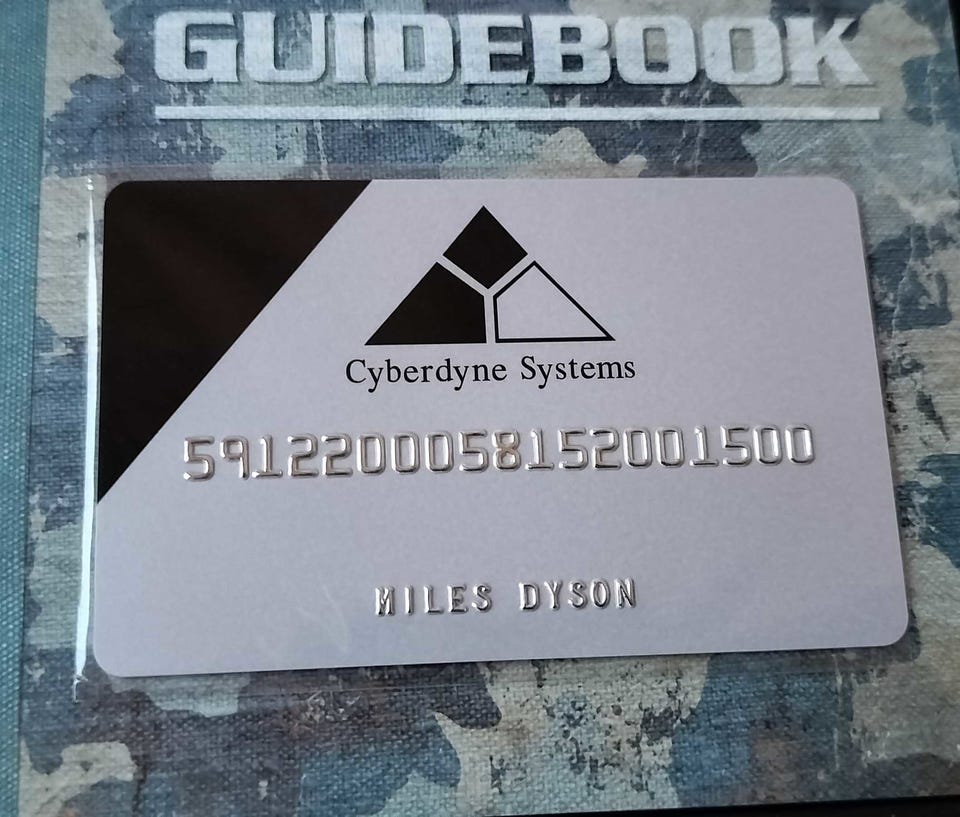 GUIDEBOOK
Cyberdyne Systems
5912200058152001500
MILES DYSON